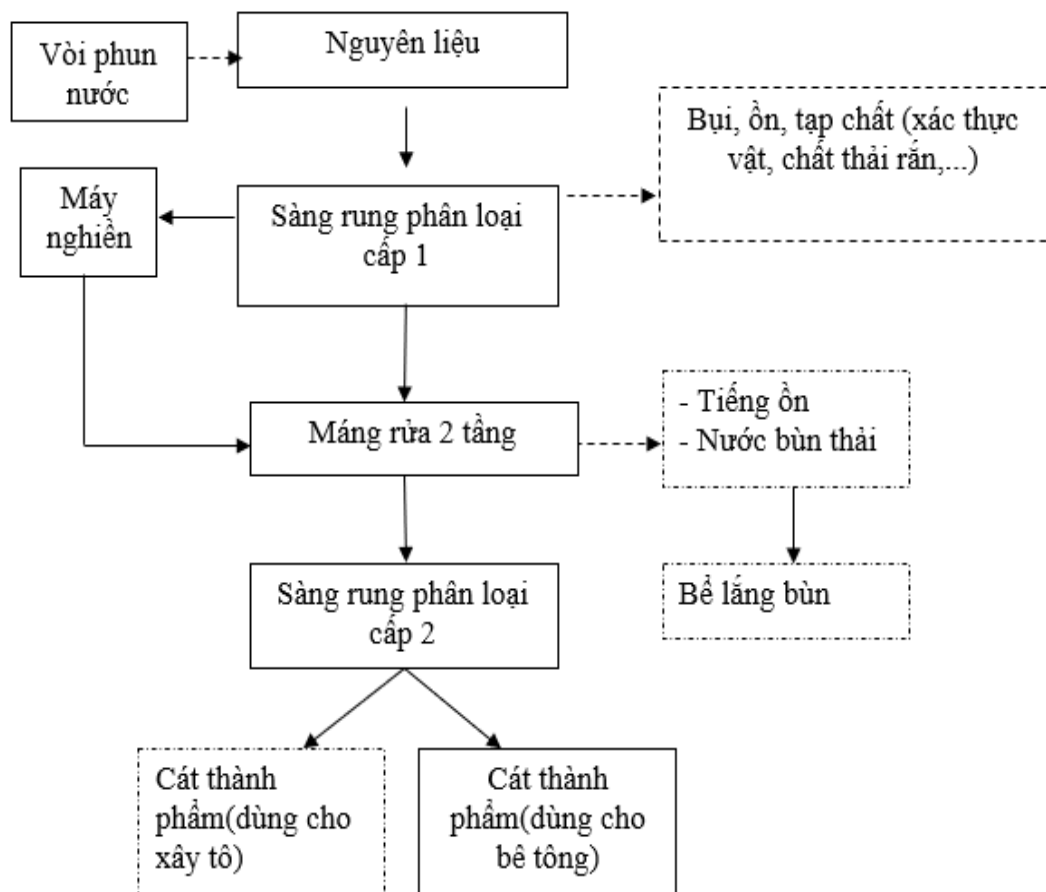 Vòi phun
nước
Nguyên liệu
Bụi, ồn, tạp chất (xác thực
vật, chất thải rắn,...)
Máy
nghiền
Sàng rung phân loại
cấp 1
Máng rửa 2 tầng
- Tiếng ồn
- Nước bùn thải
Sàng rung phân loại
cấp 2
Bể lắng bùn
Cát thành
phẩm(dùng cho
xây tô)
Cát thành
phẩm(dùng cho
bê tông)